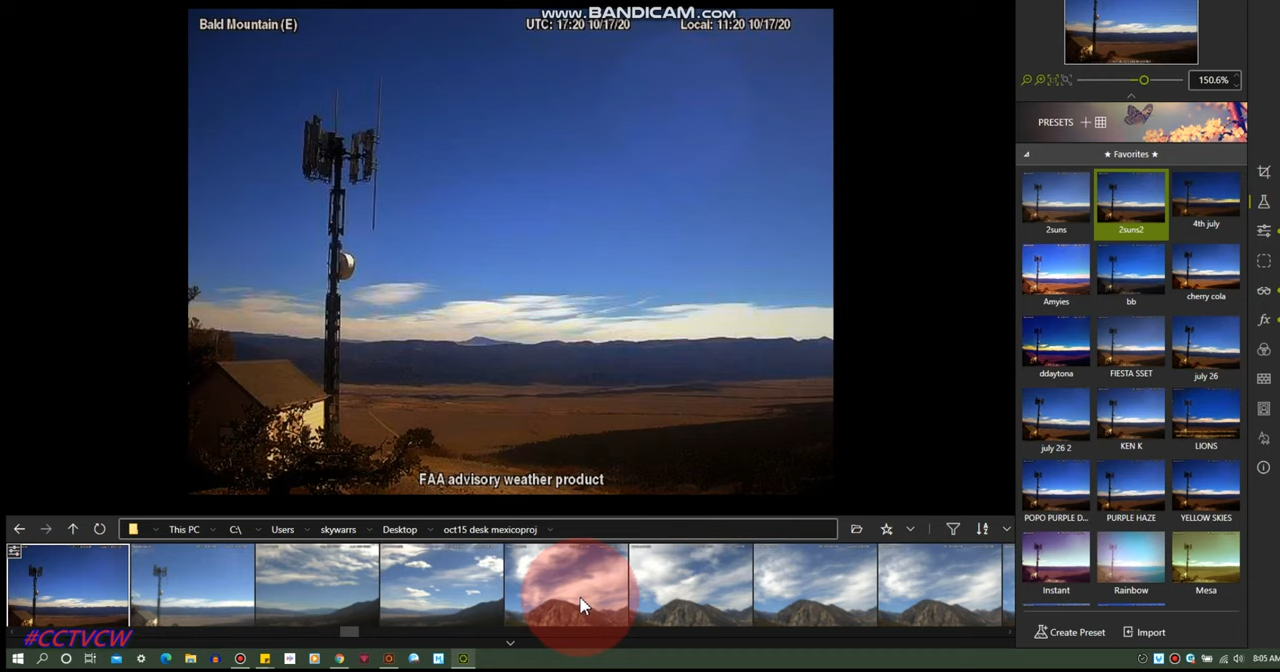 www.BANDICAM.com
Bald Mountain (E)
UTC: 17:20 10/17/20
Local: 11:20 10/17/20
FAA advisory weather product
150.6%
PRESETS
★ Favorites ★
2suns
2suns2
4th july
Amyies
bb
cherry cola
ddaytona
FIESTA SSET
july 26
july 26 2
KEN K
LIONS
POPO PURPLE D...
PURPLE HAZE
YELLOW SKIES
Instant
Rainbow
Mesa
Create Preset
Import
This PC
C:\
Users
skywarrs
Desktop
oct15 desk mexicoproj
#CCTVCW
8:05 AM